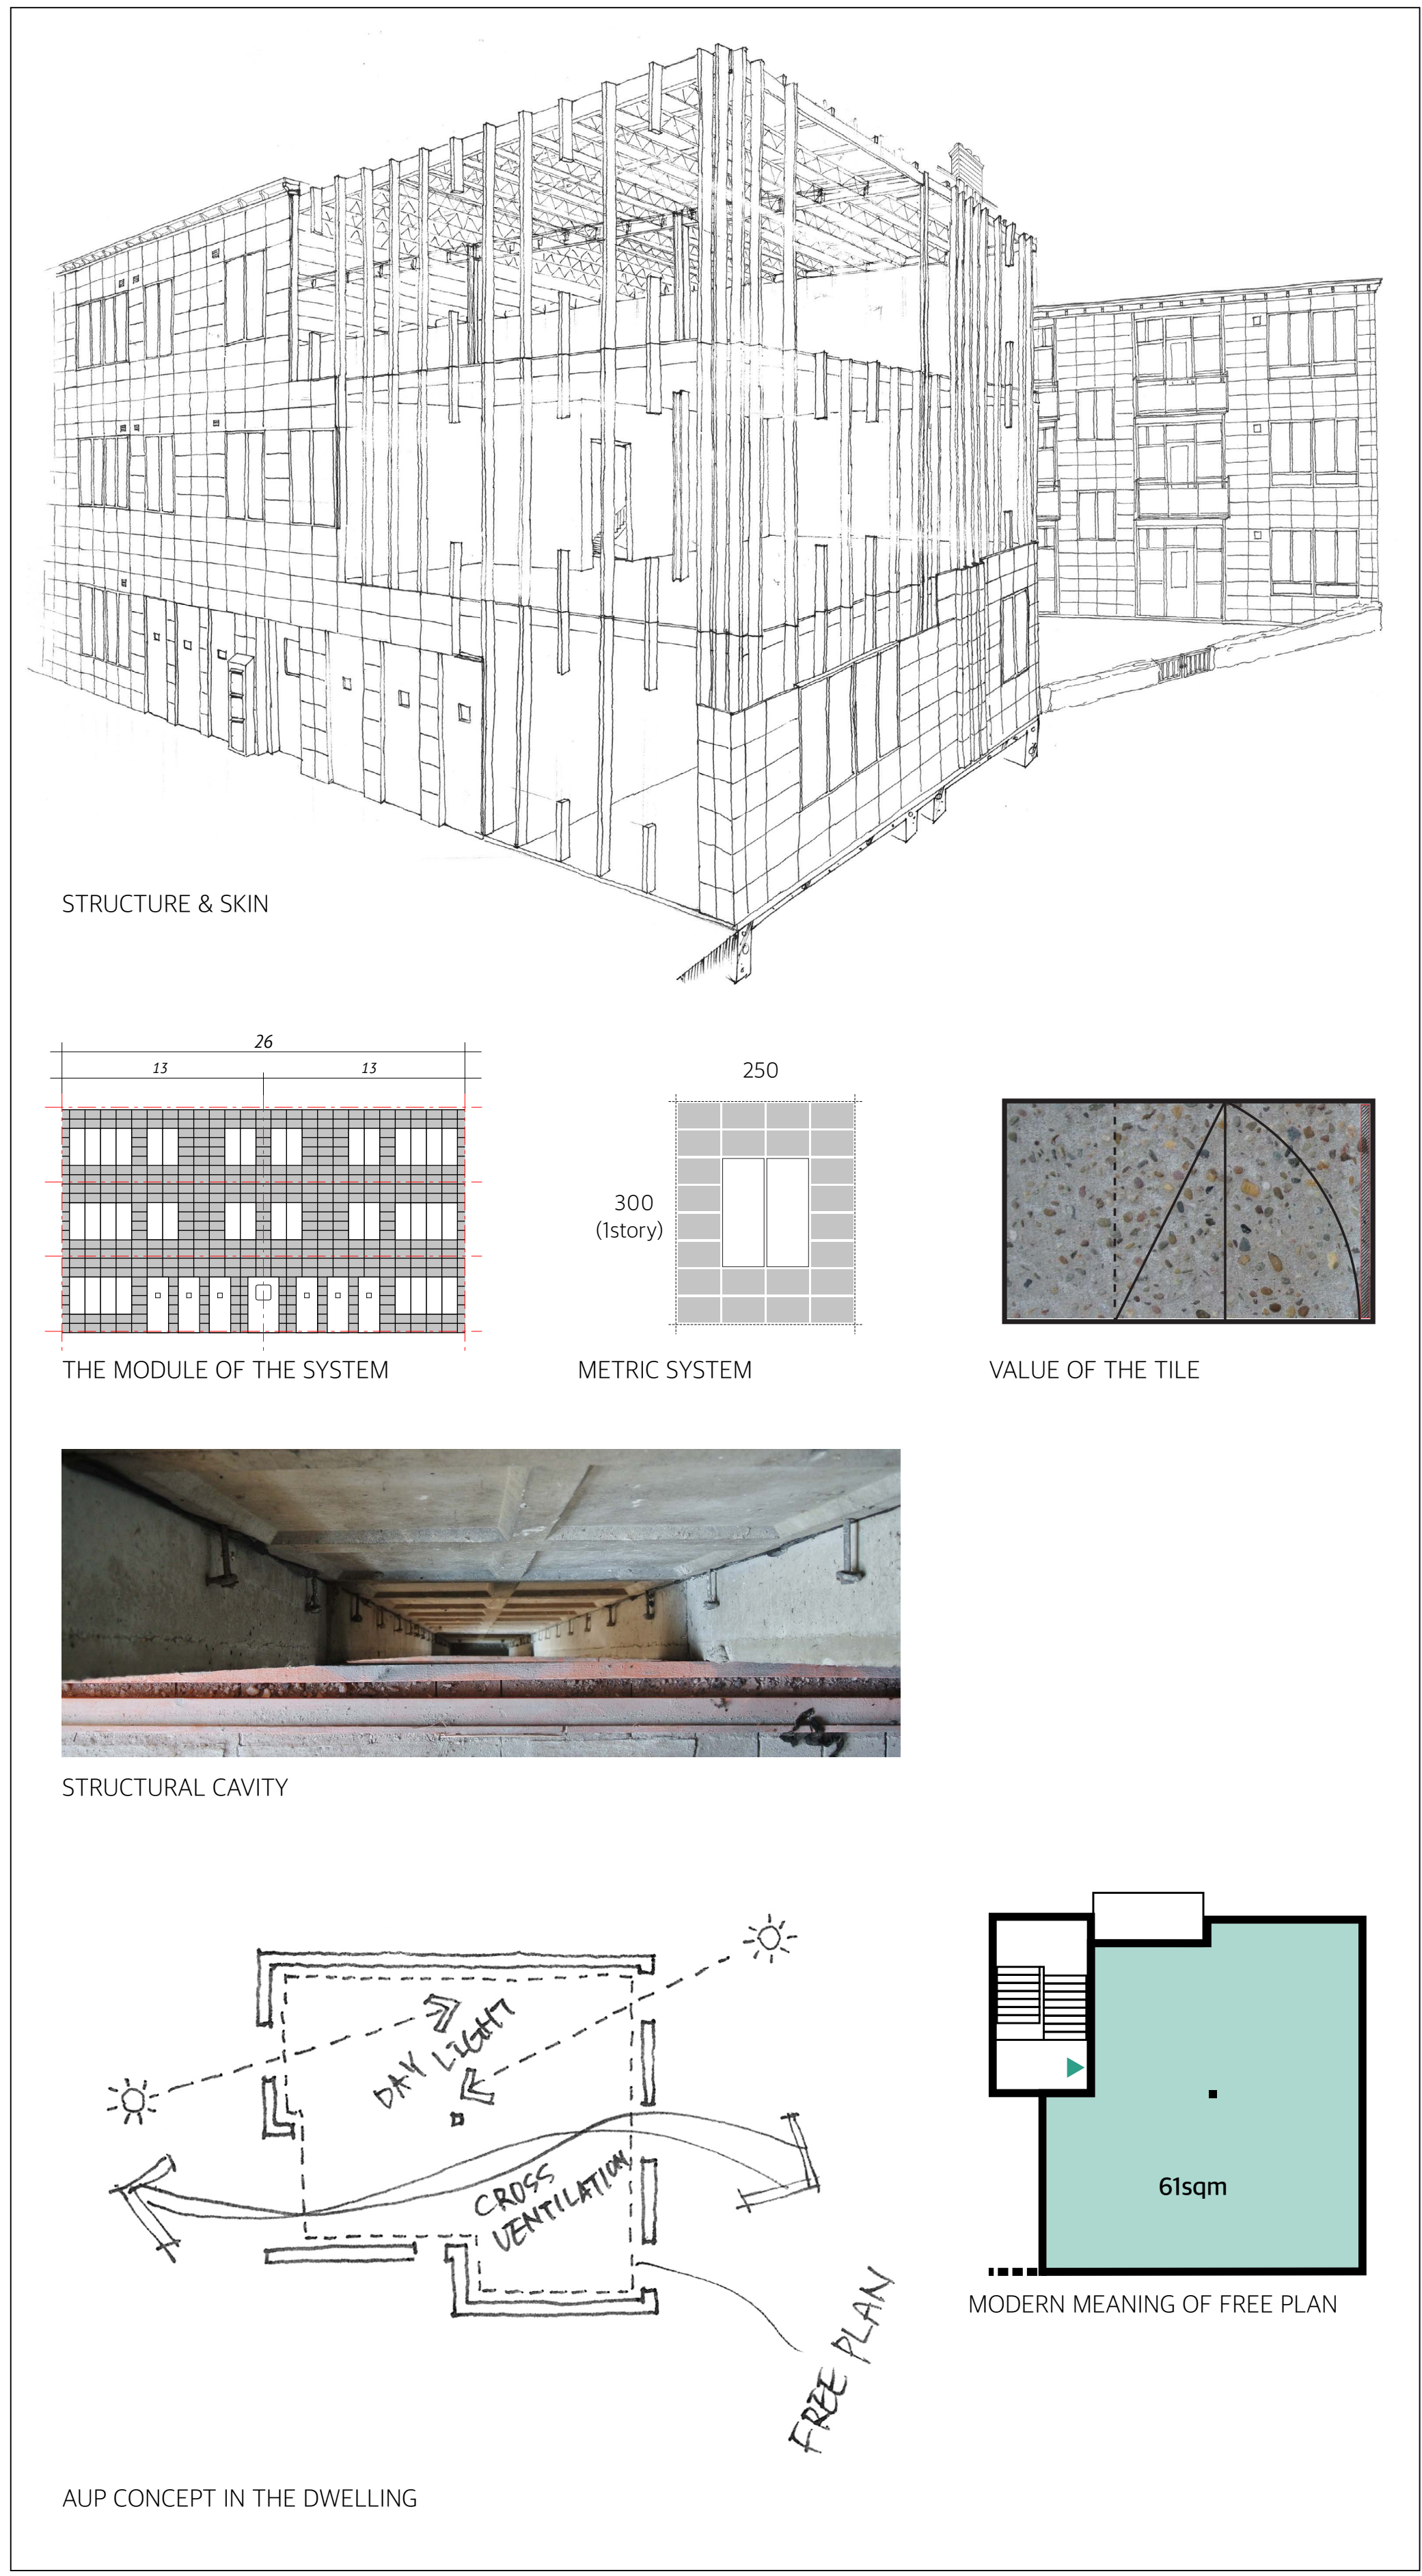 STRUCTURE & SKIN
26
13
13
THE MODULE OF THE SYSTEM
250
300
(1story)
METRIC SYSTEM
VALUE OF THE TILE
STRUCTURAL CAVITY
DAY
LIGHT
CROSS
VENTILATION
FREE PLAN
AUP CONCEPT IN THE DWELLING
61sqm
MODERN MEANING OF FREE PLAN